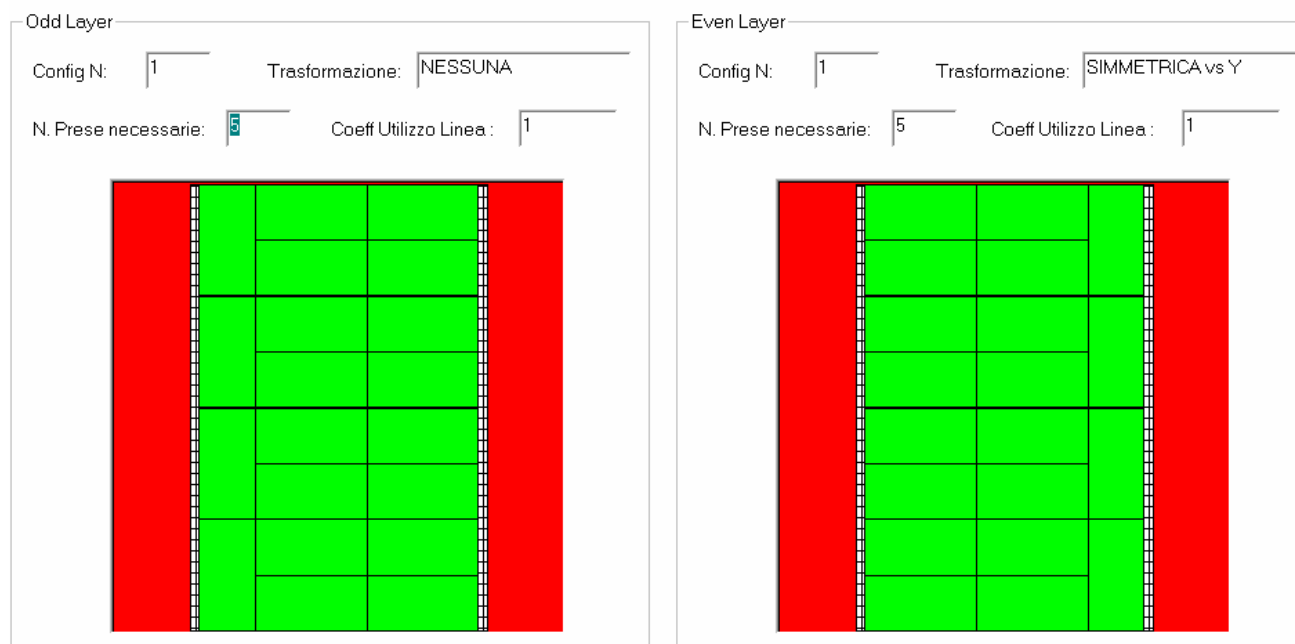 Odd Layer
Config N: 1 Trasformazione: NESSUNA
N. Prese necessarie: 5 Coeff Utilizzo Linea : 1
Even Layer
Config N: 1 Trasformazione: SIMMETRICA vs Y
N. Prese necessarie: 5 Coeff Utilizzo Linea : 1